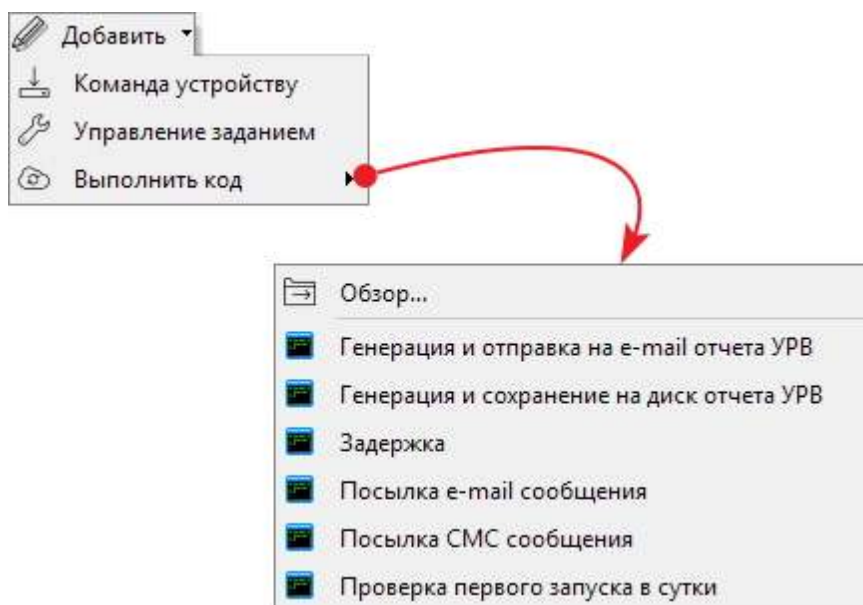 Добавить
Команда устройству
Управление заданием
Выполнить код
Обзор...
Генерация и отправка на e-mail отчета УРВ
Генерация и сохранение на диск отчета УРВ
Задержка
Посылка e-mail сообщения
Посылка СМС сообщения
Проверка первого запуска в сутки